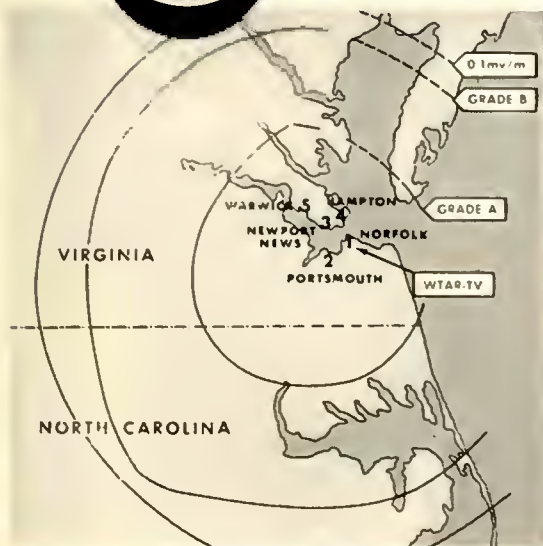 0.1mv/m
GRADE B
GRADE A
WARWICK 5
HAMPTON
4
3
NEWPORT
NEWS
1
NORFOLK
VIRGINIA
2
PORTSMOUTH
WTAR-TV
NORTH CAROLINA